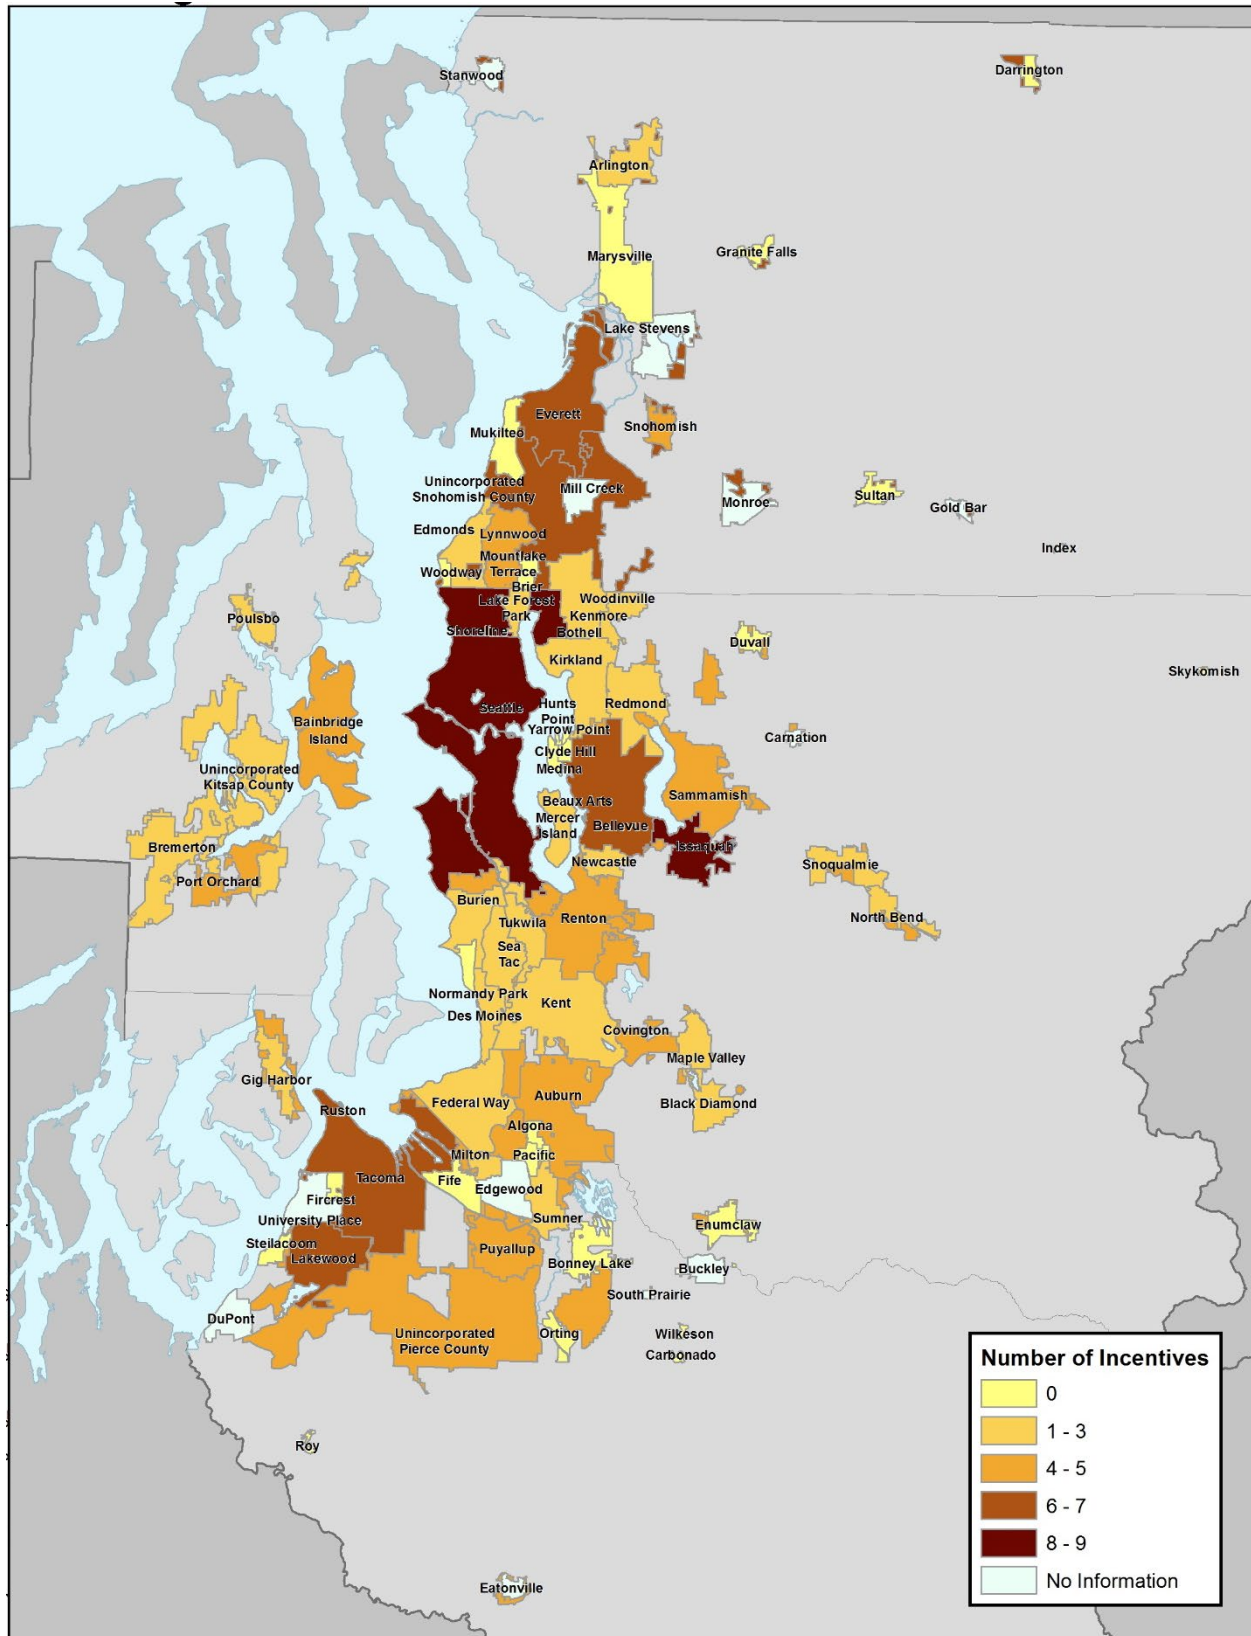 Stanwood
Darrington
Arlington
Marysville
Granite Falls
Lake Stevens
Everett
Snohomish
Mukilteo
Unincorporated
Snohomish County
Mill Creek
Monroe
Sultan
Gold Bar
Index
Edmonds
Lynnwood
Mountlake
Terrace
Woodway
Brier
Lake Forest
Park
Woodinville
Kenmore
Poulsbo
Shoreline
Bothell
Duvall
Kirkland
Skykomish
Seattle
Hunts
Point
Redmond
Bainbridge
Island
Yarrow Point
Carnation
Clyde Hill
Medina
Unincorporated
Kitsap County
Sammamish
Beaux Arts
Mercer
Island
Bellevue
Bremerton
Issaquah
Newcastle
Snoqualmie
Port Orchard
Burien
Tukwila
Renton
North Bend
Sea
Tac
Normandy Park
Kent
Des Moines
Covington
Maple Valley
Gig Harbor
Ruston
Federal Way
Auburn
Black Diamond
Algona
Milton
Pacific
Tacoma
Fife
Edgewood
Fircrest
University Place
Sumner
Enumclaw
Steilacoom
Lakewood
Puyallup
Bonney Lake
Buckley
South Prairie
DuPont
Unincorporated
Pierce County
Orting
Wilkeson
Carbonado
Roy
Eatonville
Number of Incentives
0
1 - 3
4 - 5
6 - 7
8 - 9
No Information